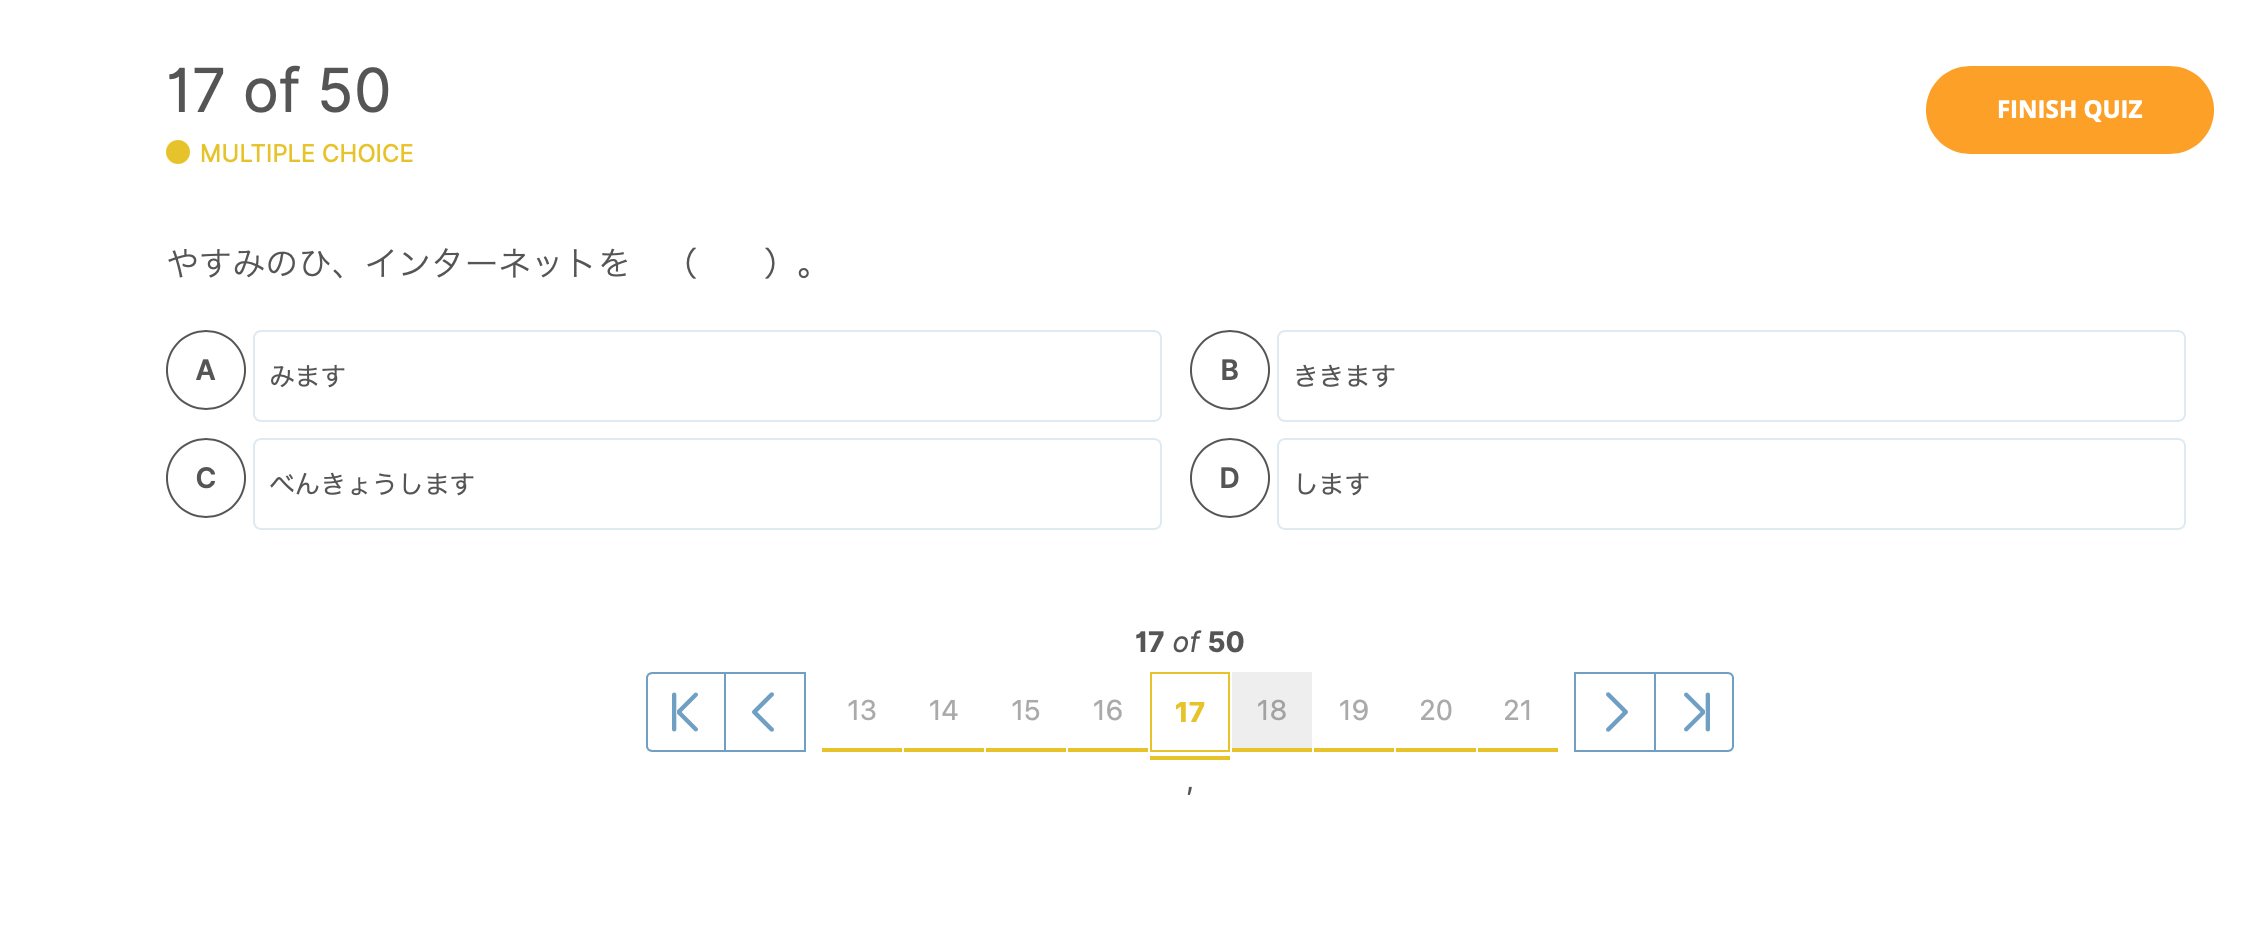 17 of 50
FINISH QUIZ
MULTIPLE CHOICE
やすみのひ、インターネットを　（　　）。
A みます
B ききます
C べんきょうします
D します
17 of 50
13 14 15 16 17 18 19 20 21
,